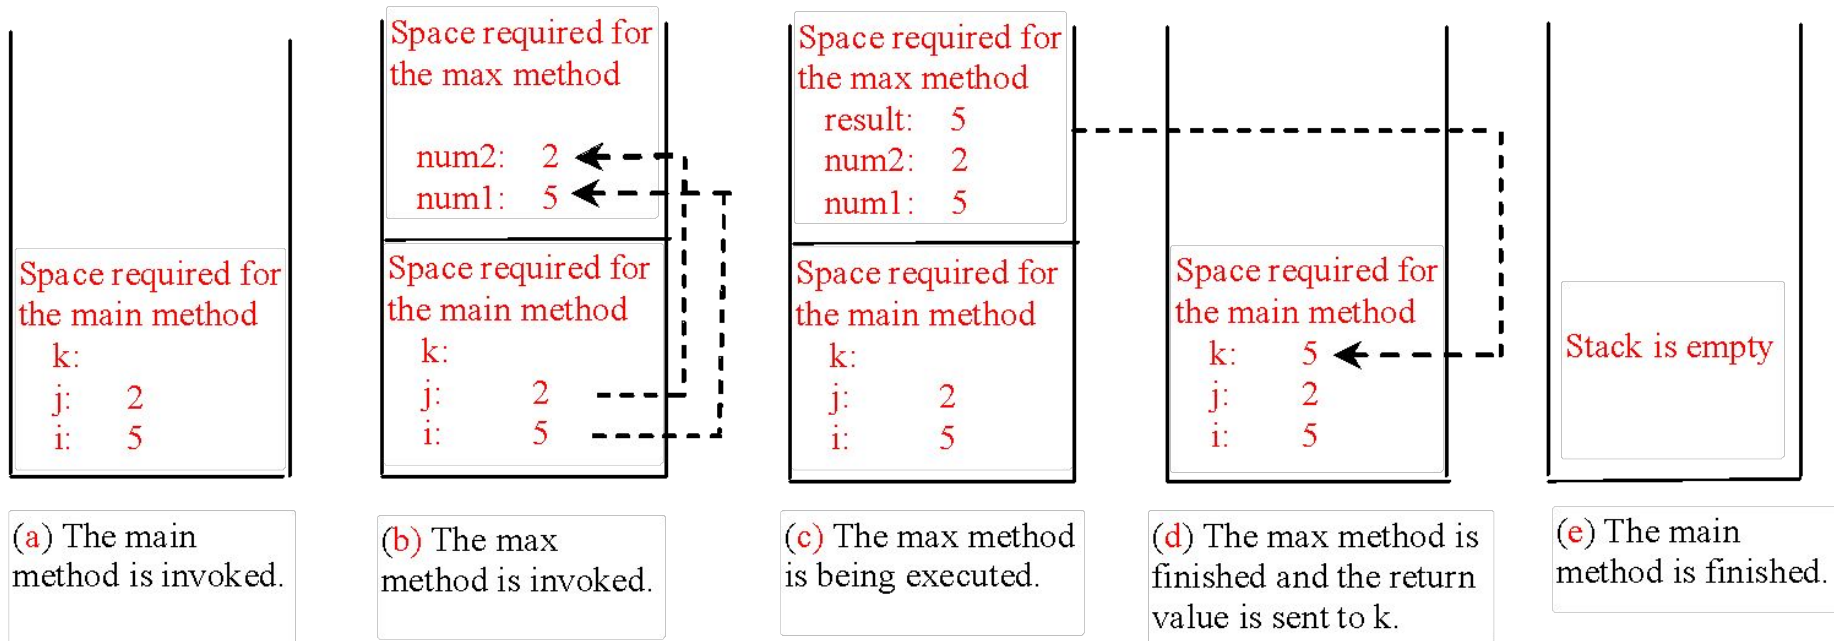 Space required for
the main method
k:
j: 2
i: 5
(a) The main
method is invoked.
Space required for
the max method
num2: 2
num1: 5
Space required for
the main method
k:
j: 2
i: 5
(b) The max
method is invoked.
Space required for
the max method
result: 5
num2: 2
num1: 5
Space required for
the main method
k:
j: 2
i: 5
(c) The max method
is being executed.
Space required for
the main method
k: 5
j: 2
i: 5
(d) The max method is
finished and the return
value is sent to k.
Stack is empty
(e) The main
method is finished.